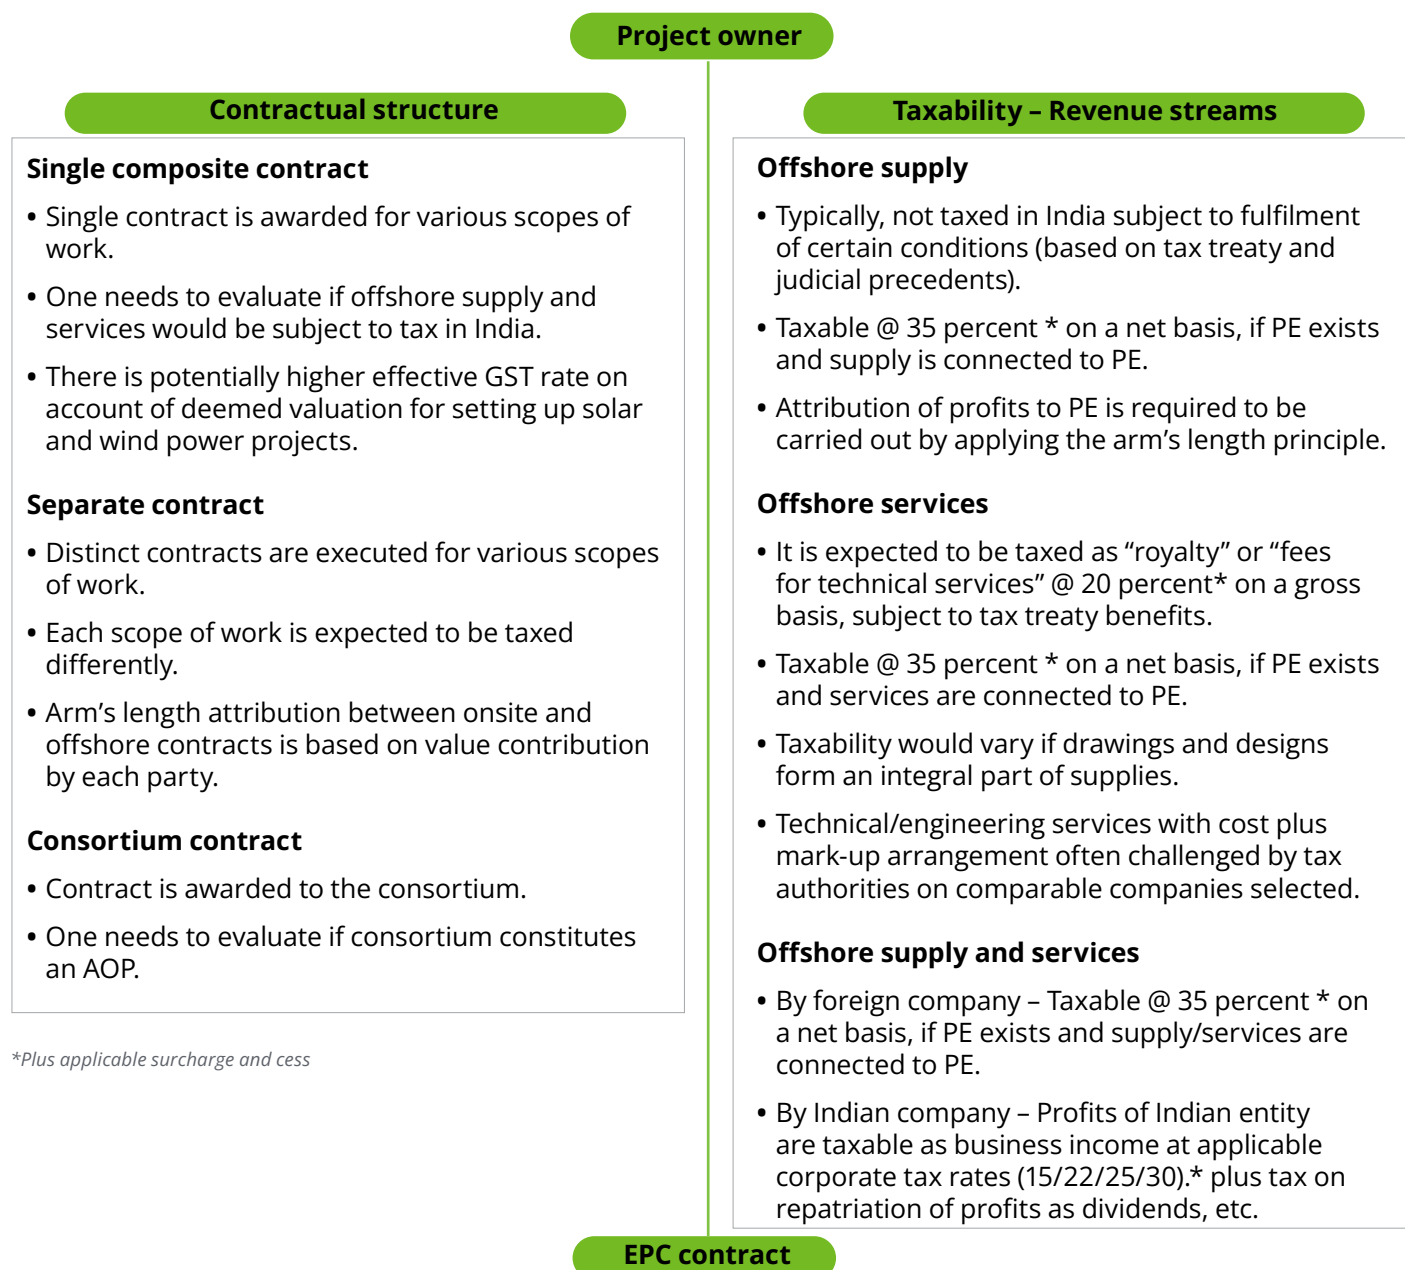 Project owner
Contractual structure
Single composite contract
• Single contract is awarded for various scopes of
work.
• One needs to evaluate if offshore supply and
services would be subject to tax in India.
• There is potentially higher effective GST rate on
account of deemed valuation for setting up solar
and wind power projects.
Separate contract
• Distinct contracts are executed for various scopes
of work.
• Each scope of work is expected to be taxed
differently.
• Arm’s length attribution between onsite and
offshore contracts is based on value contribution
by each party.
Consortium contract
• Contract is awarded to the consortium.
• One needs to evaluate if consortium constitutes
an AOP.
*Plus applicable surcharge and cess
Taxability – Revenue streams
Offshore supply
• Typically, not taxed in India subject to fulfilment
of certain conditions (based on tax treaty and
judicial precedents).
• Taxable @ 35 percent * on a net basis, if PE exists
and supply is connected to PE.
• Attribution of profits to PE is required to be
carried out by applying the arm’s length principle.
Offshore services
• It is expected to be taxed as “royalty” or “fees
for technical services” @ 20 percent* on a gross
basis, subject to tax treaty benefits.
• Taxable @ 35 percent * on a net basis, if PE exists
and services are connected to PE.
• Taxability would vary if drawings and designs
form an integral part of supplies.
• Technical/engineering services with cost plus
mark-up arrangement often challenged by tax
authorities on comparable companies selected.
Offshore supply and services
• By foreign company – Taxable @ 35 percent * on
a net basis, if PE exists and supply/services are
connected to PE.
• By Indian company – Profits of Indian entity
are taxable as business income at applicable
corporate tax rates (15/22/25/30).* plus tax on
repatriation of profits as dividends, etc.
EPC contract